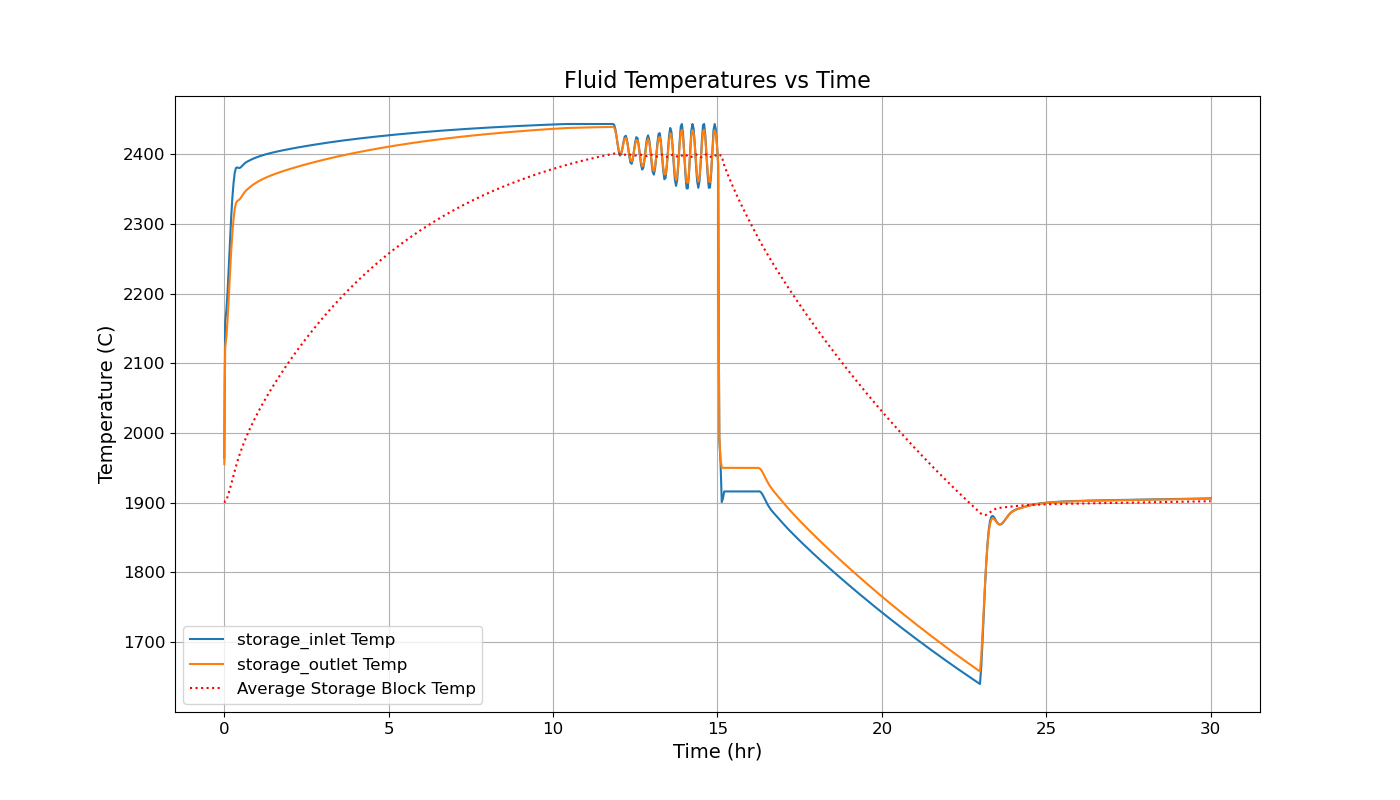 Fluid Temperatures vs Time
Temperature (C)
2400
2300
2200
2100
2000
1900
1800
1700
storage_inlet Temp
storage_outlet Temp
Average Storage Block Temp
0 5 10 15 20 25 30
Time (hr)